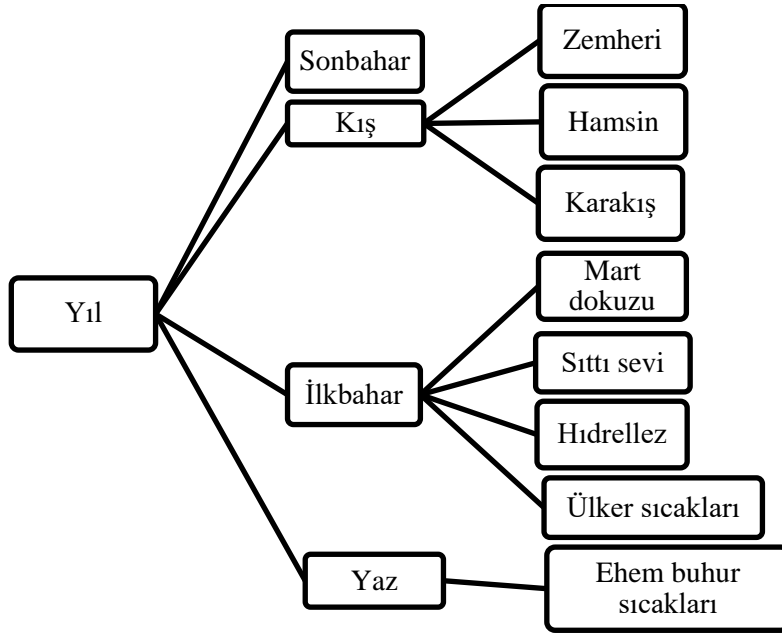 Yıl
Sonbahar
Kış
Zemheri
Hamsin
Karakış
İlkbahar
Mart
dokuzu
Sıttı sevi
Hıdrellez
Ülker sıcakları
Yaz
Ehem buhur
sıcakları